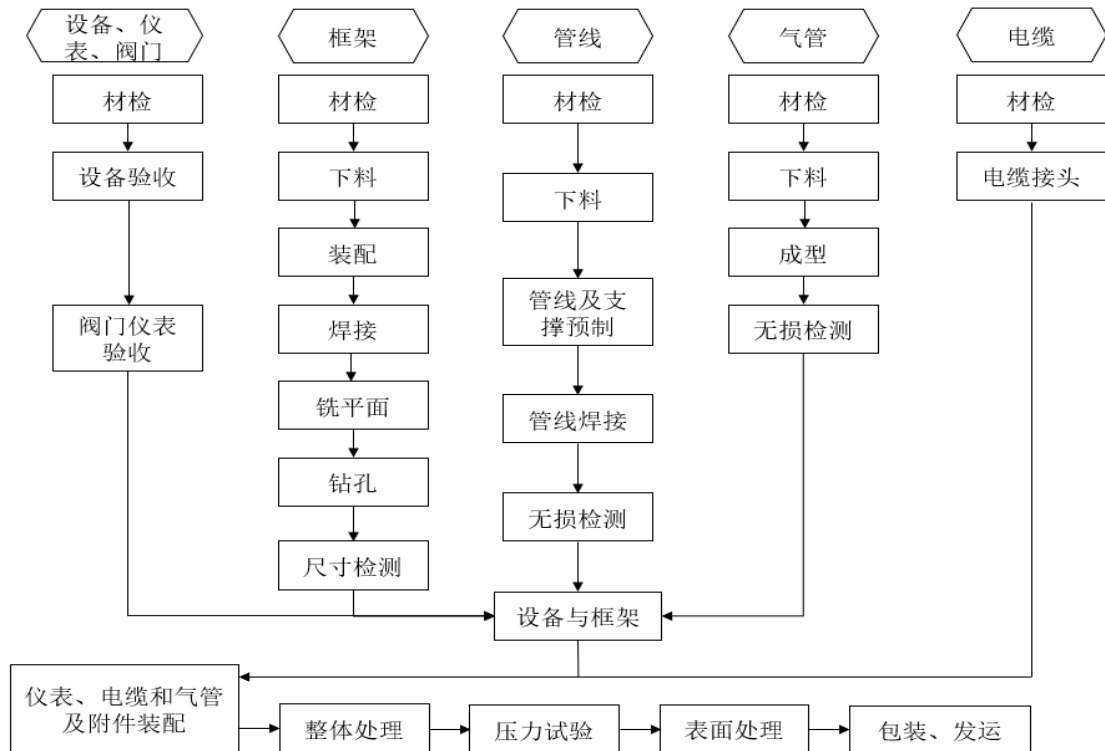 设备、仪
表、阀门
框架
管线
气管
电缆
材检
材检
材检
材检
材检
设备验收
下料
下料
下料
电缆接头
装配
成型
阀门仪表
验收
焊接
管线及支
撑预制
无损检测
铣平面
管线焊接
钻孔
无损检测
尺寸检测
设备与框架
仪表、电缆和气管
及附件装配
整体处理
压力试验
表面处理
包装、发运